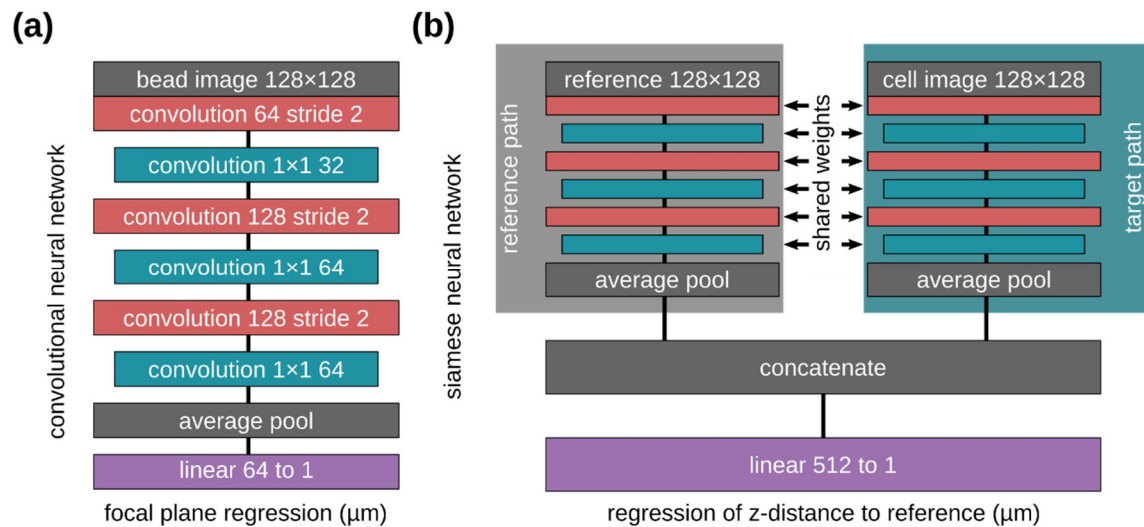 (a)
bead image 128×128
convolution 64 stride 2
convolution 1×1 32
convolution 128 stride 2
convolution 1×1 64
convolution 128 stride 2
convolution 1×1 64
average pool
linear 64 to 1
convolutional neural network
focal plane regression (µm)
(b)
reference 128×128
cell image 128×128
reference path
shared weights
target path
siamese neural network
average pool
average pool
concatenate
linear 512 to 1
regression of z-distance to reference (µm)